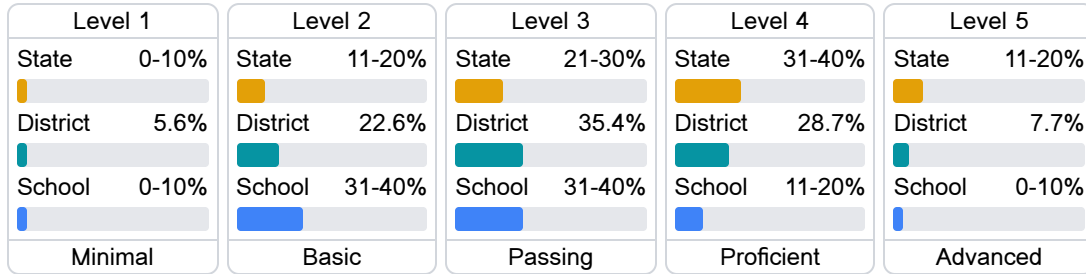 Level 1
State 0-10%
District 5.6%
School 0-10%
Minimal
Level 2
State 11-20%
District 22.6%
School 31-40%
Basic
Level 3
State 21-30%
District 35.4%
School 31-40%
Passing
Level 4
State 31-40%
District 28.7%
School 11-20%
Proficient
Level 5
State 11-20%
District 7.7%
School 0-10%
Advanced